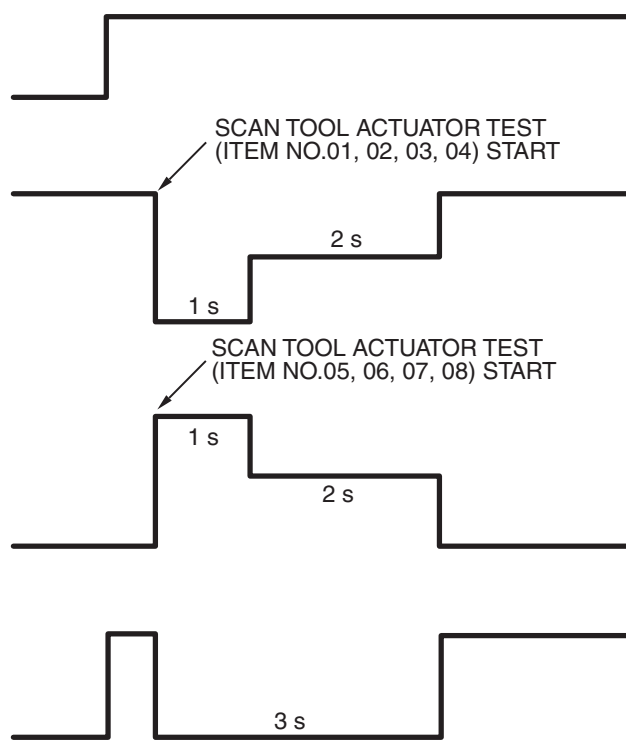 SCAN TOOL ACTUATOR TEST
(ITEM NO.01, 02, 03, 04) START
2 s
1 s
SCAN TOOL ACTUATOR TEST
(ITEM NO.05, 06, 07, 08) START
1 s
2 s
3 s